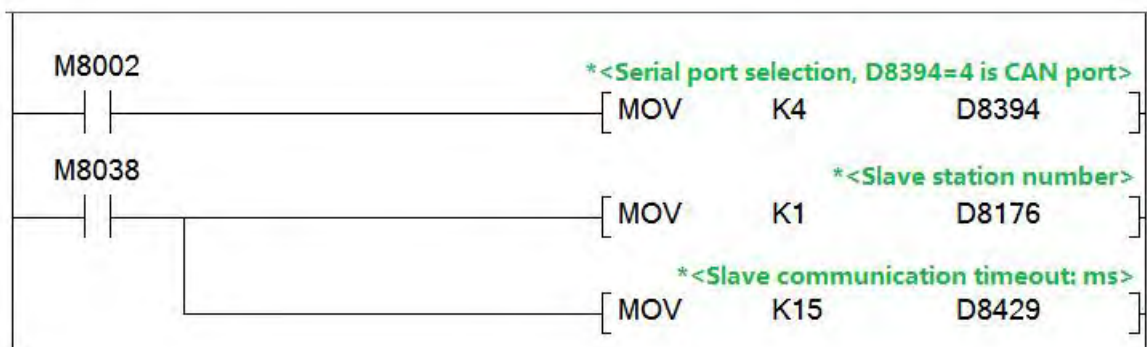 M8002
*<Serial port selection, D8394=4 is CAN port>
MOV K4 D8394
M8038
*<Slave station number>
MOV K1 D8176
*<Slave communication timeout: ms>
MOV K15 D8429